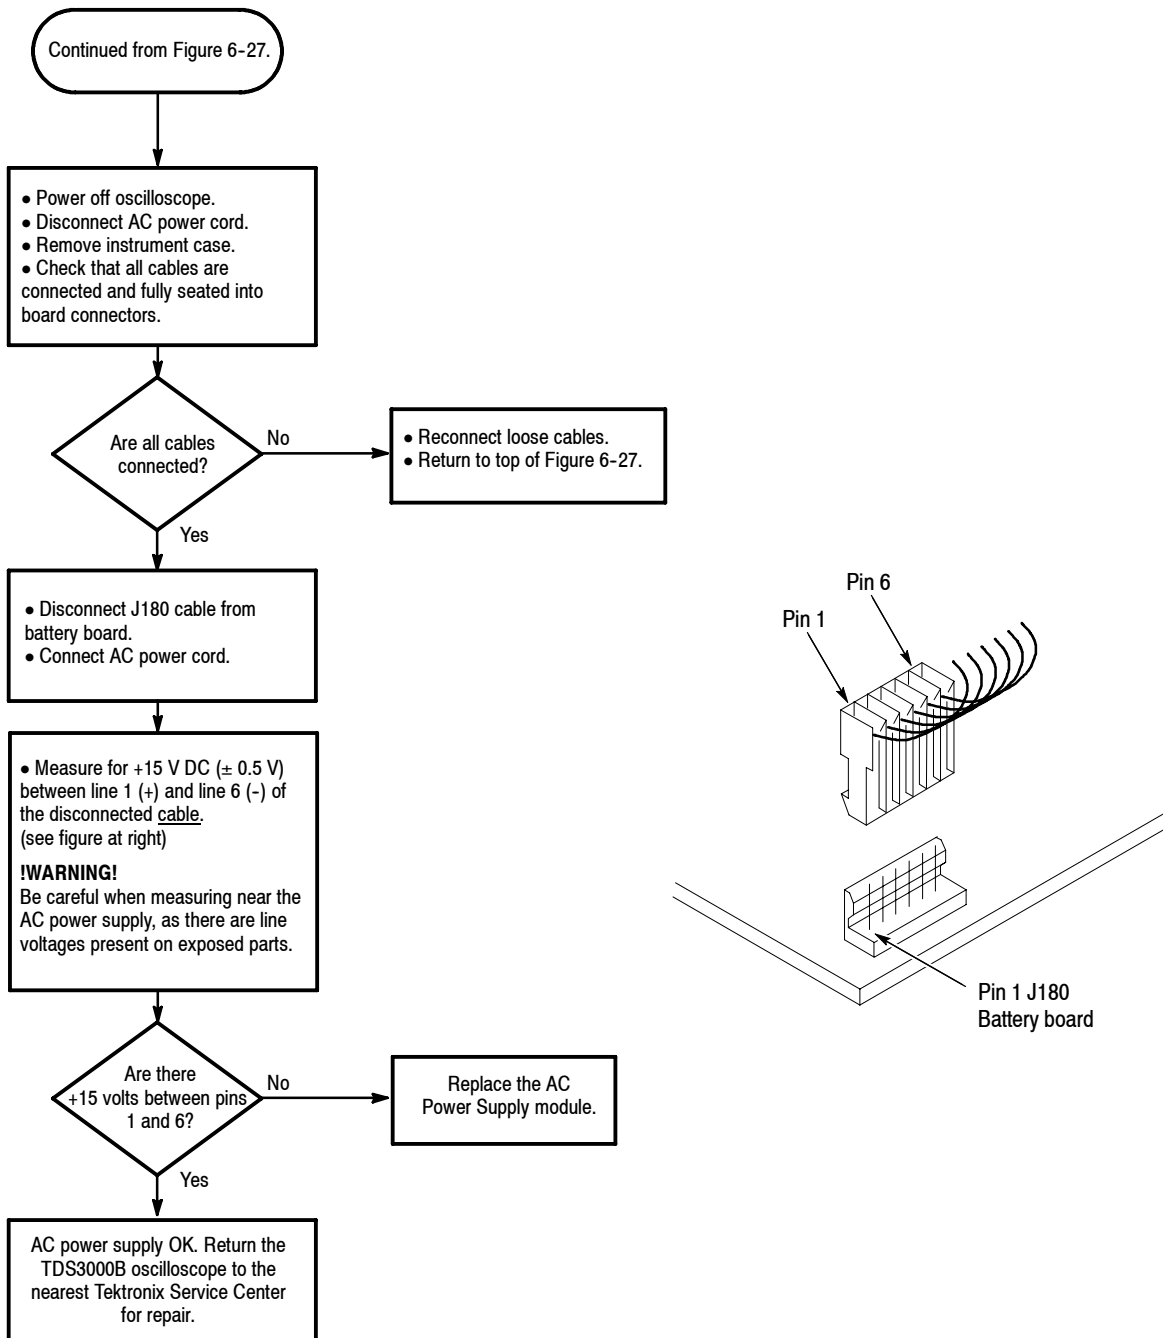 Continued from Figure 6-27.
• Power off oscilloscope.
• Disconnect AC power cord.
• Remove instrument case.
• Check that all cables are
connected and fully seated into
board connectors.
Are all cables
connected?
No
• Reconnect loose cables.
• Return to top of Figure 6-27.
Yes
• Disconnect J180 cable from
battery board.
• Connect AC power cord.
• Measure for +15 V DC (± 0.5 V)
between line 1 (+) and line 6 (-) of
the disconnected cable.
(see figure at right)
!WARNING!
Be careful when measuring near the
AC power supply, as there are line
voltages present on exposed parts.
Are there
+15 volts between pins
1 and 6?
No
Replace the AC
Power Supply module.
Yes
AC power supply OK. Return the
TDS3000B oscilloscope to the
nearest Tektronix Service Center
for repair.
Pin 6
Pin 1
Pin 1 J180
Battery board